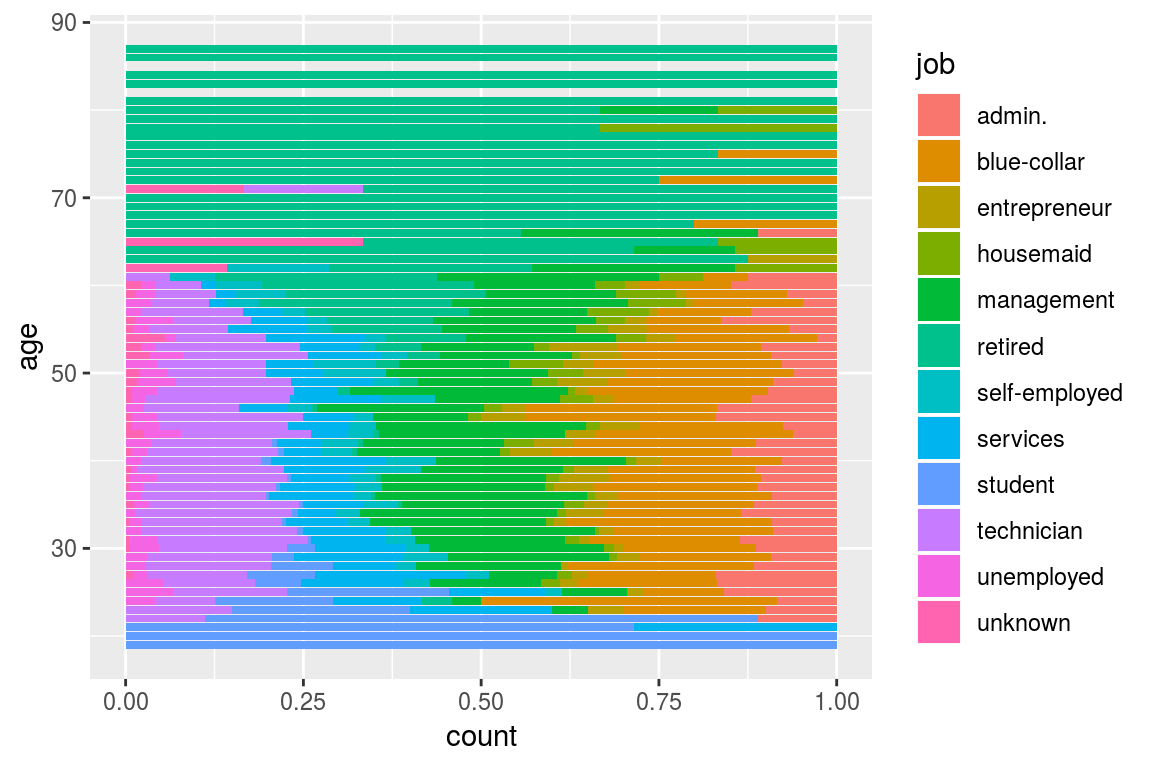 90
70
50
30
age
0.00 0.25 0.50 0.75 1.00
count
job
admin.
blue-collar
entrepreneur
housemaid
management
retired
self-employed
services
student
technician
unemployed
unknown